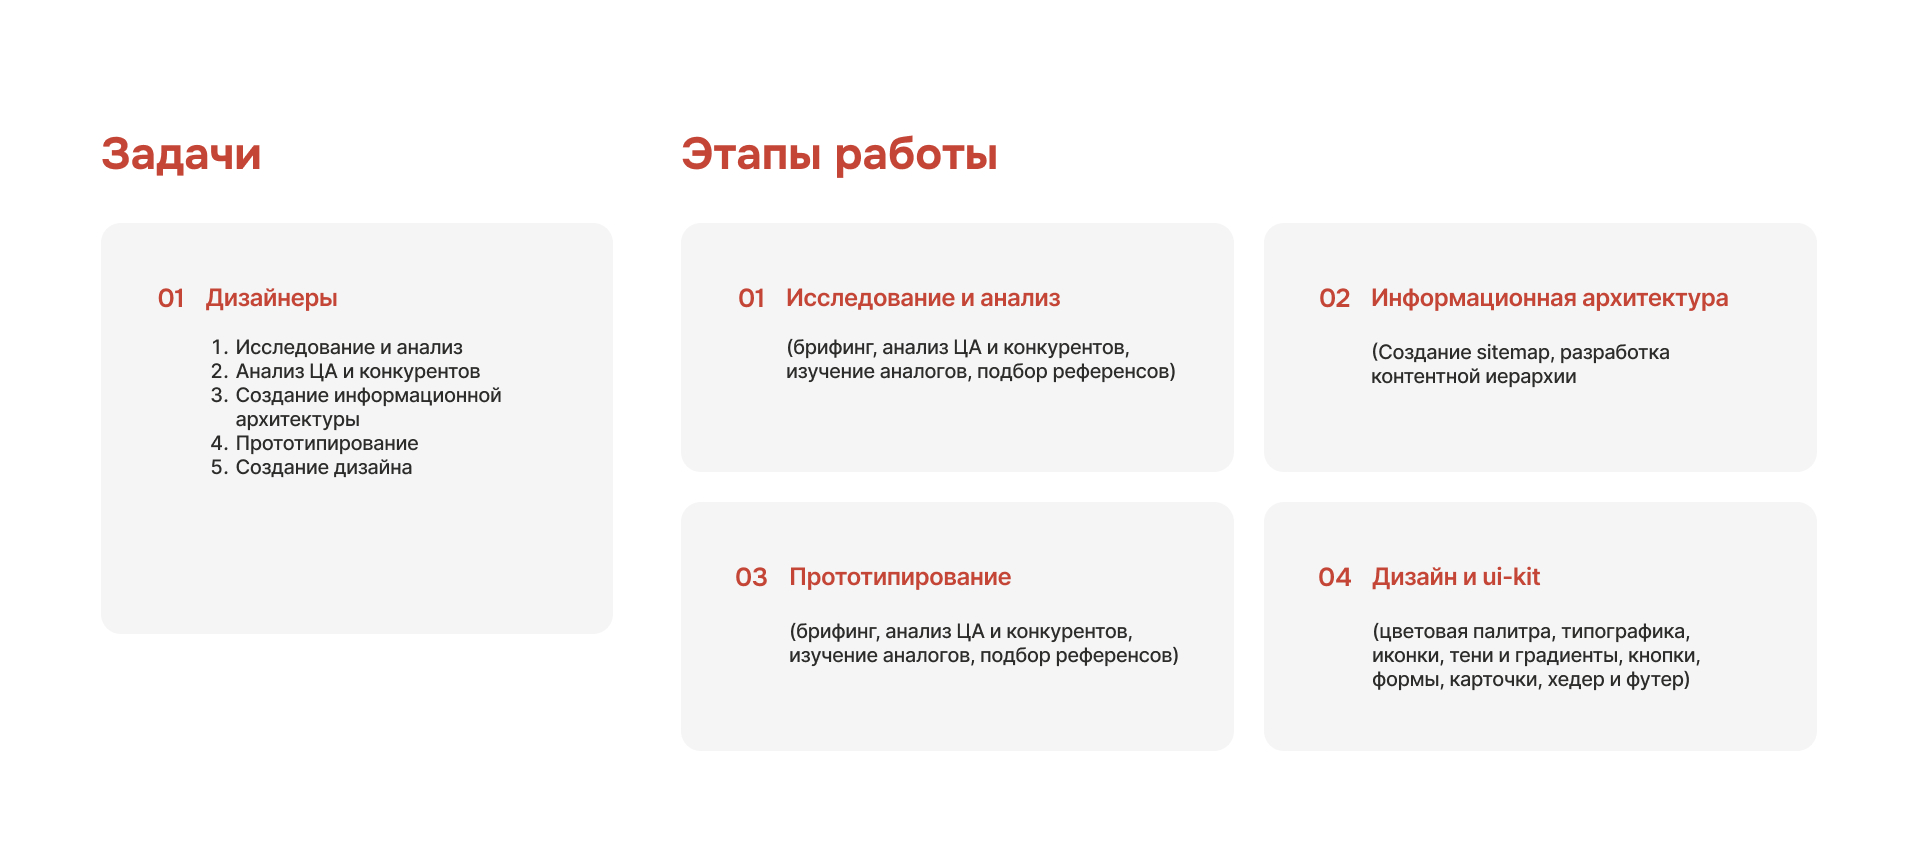 Задачи
01 Дизайнеры
1. Исследование и анализ
2. Анализ ЦА и конкурентов
3. Создание информационной
архитектуры
4. Прототипирование
5. Создание дизайна
Этапы работы
01 Исследование и анализ
(брифинг, анализ ЦА и конкурентов,
изучение аналогов, подбор референсов)
02 Информационная архитектура
(Создание sitemap, разработка
контентной иерархии
03 Прототипирование
(брифинг, анализ ЦА и конкурентов,
изучение аналогов, подбор референсов)
04 Дизайн и ui-kit
(цветовая палитра, типографика,
иконки, тени и градиенты, кнопки,
формы, карточки, хедер и футер)